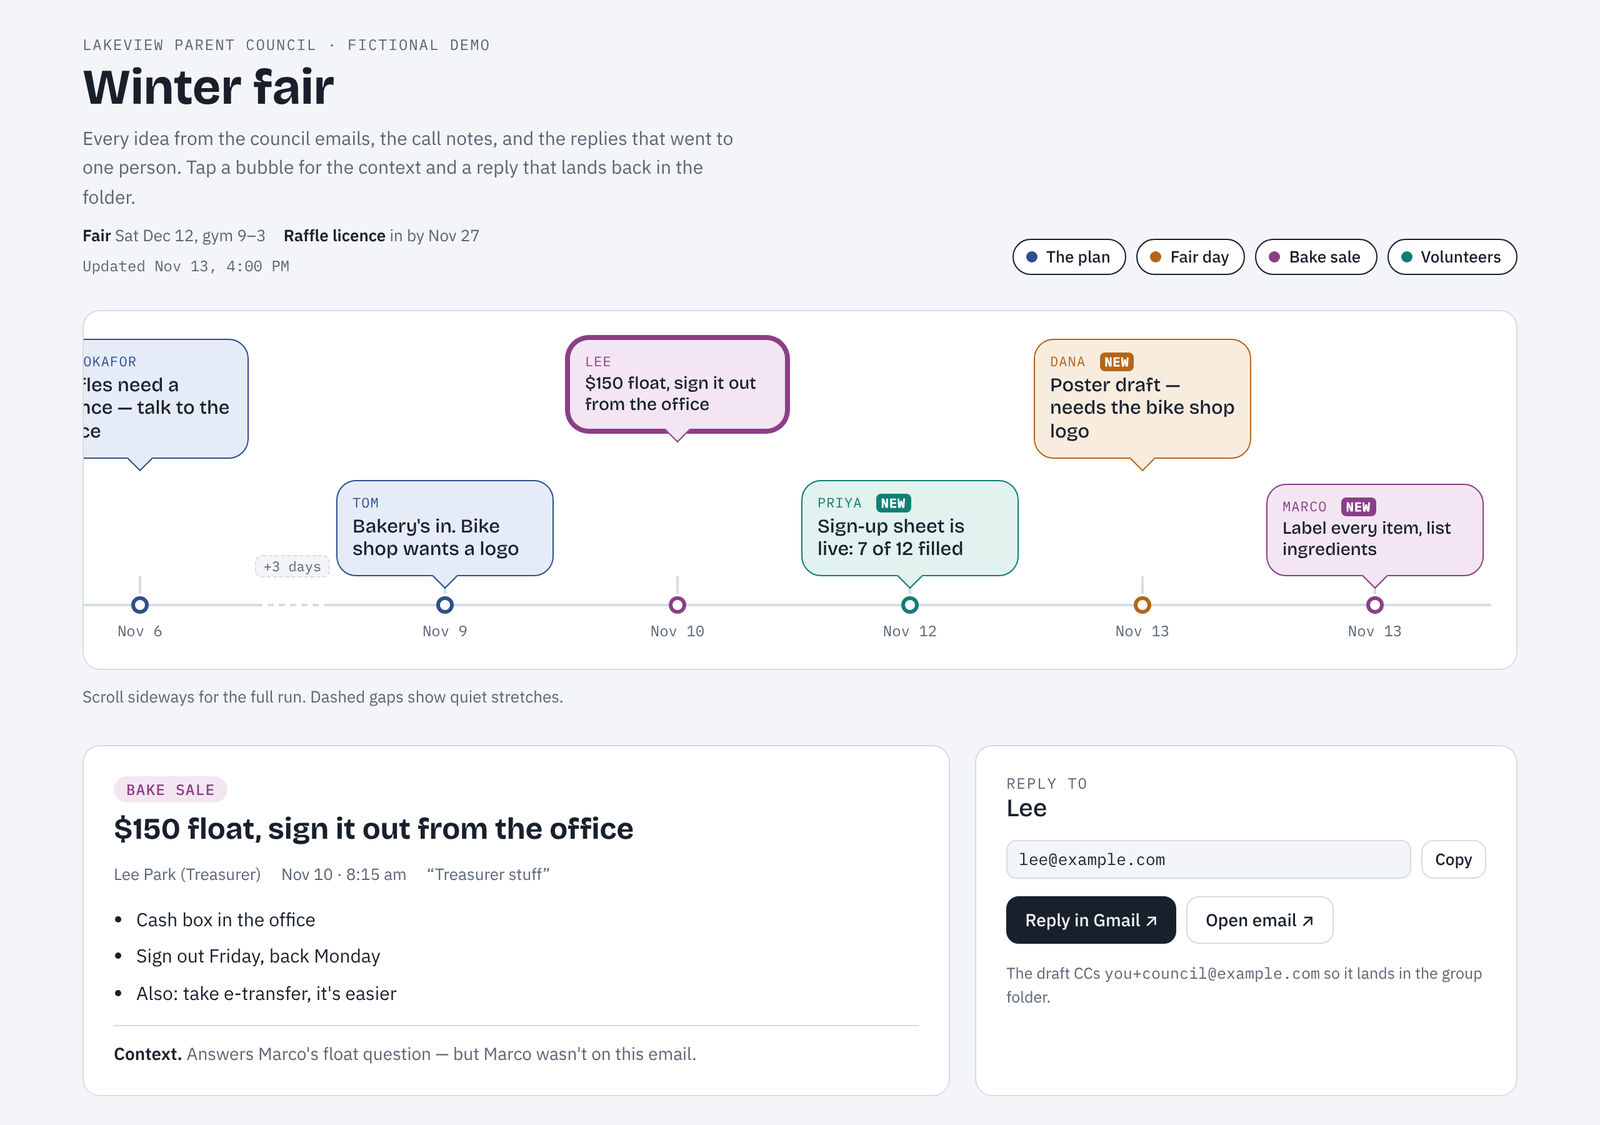 LAKEVIEW PARENT COUNCIL · FICTIONAL DEMO
Winter fair
Every idea from the council emails, the call notes, and the replies that went to
one person. Tap a bubble for the context and a reply that lands back in the
folder.
Fair Sat Dec 12, gym 9–3 Raffle licence in by Nov 27
Updated Nov 13, 4:00 PM
The plan
Fair day
Bake sale
Volunteers
OKAFOR
need a
— talk to the
LEE
$150 float, sign it out
from the office
DANA NEW
Poster draft —
needs the bike shop
logo
TOM
Bakery's in. Bike
shop wants a logo
PRIYA NEW
Sign-up sheet is
live: 7 of 12 filled
MARCO NEW
Label every item, list
ingredients
+3 days
Nov 6
Nov 9
Nov 10
Nov 12
Nov 13
Nov 13
Scroll sideways for the full run. Dashed gaps show quiet stretches.
BAKE SALE
$150 float, sign it out from the office
Lee Park (Treasurer) Nov 10 · 8:15 am “Treasurer stuff”
• Cash box in the office
• Sign out Friday, back Monday
• Also: take e-transfer, it's easier
Context. Answers Marco's float question — but Marco wasn't on this email.
REPLY TO
Lee
lee@example.com
Copy
Reply in Gmail ↗
Open email ↗
The draft CCs you+council@example.com so it lands in the group
folder.